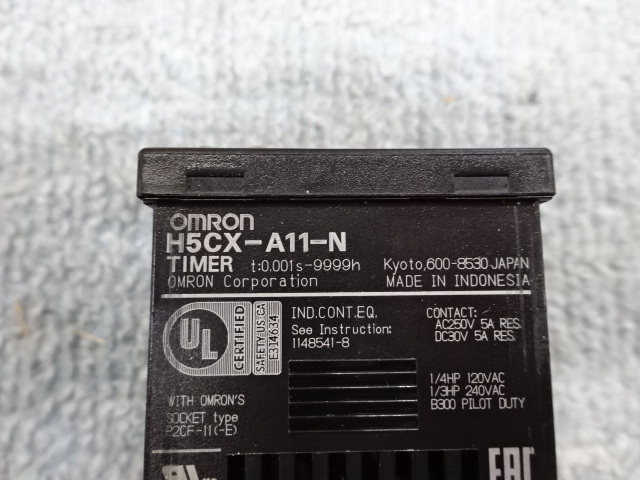 OMRON
H5CX-A11-N
TIMER t:0.001s-9999h Kyoto,600-8530 JAPAN
OMRON Corporation MADE IN INDONESIA
UL CERTIFIED SAFETY:US-CA E314634
IND.CONT.EQ.
See Instruction:
1148541-8
CONTACT:
AC250V 5A RES.
DC30V 5A RES.
1/4HP 120VAC
1/3HP 240VAC
B300 PILOT DUTY
WITH OMRON'S
SOCKET type
P2CF-11(-E)
EAC